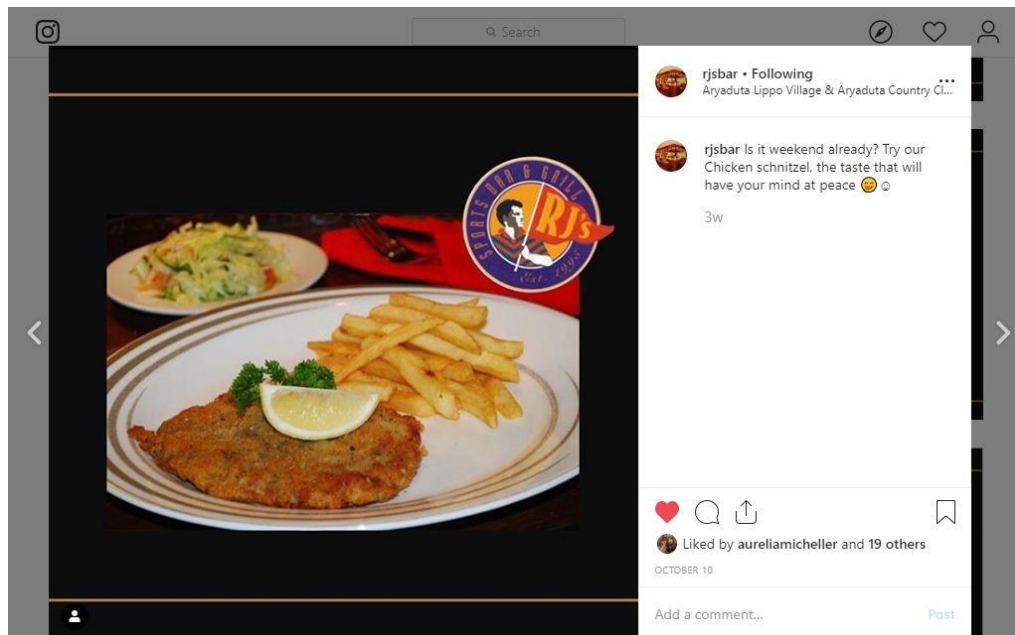 Search
SPORTS BAR & GRILL
RJ's
Est. 1995
rjsbar • Following
Aryaduta Lippo Village & Aryaduta Country Cl...
rjsbar Is it weekend already? Try our
Chicken schnitzel, the taste that will
have your mind at peace 😄☺
3w
Liked by aureliamicheller and 19 others
OCTOBER 10
Add a comment... Post